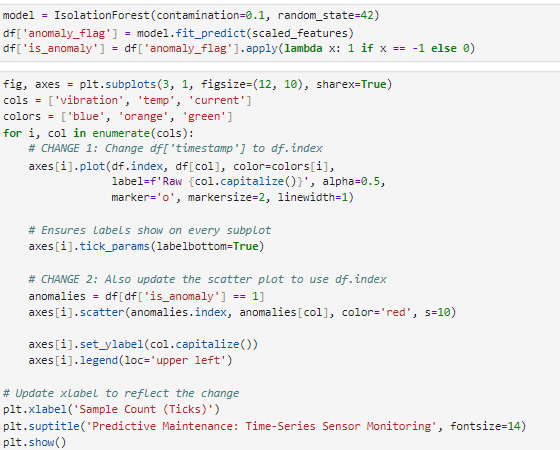 model = IsolationForest(contamination=0.1, random_state=42)
df['anomaly_flag'] = model.fit_predict(scaled_features)
df['is_anomaly'] = df['anomaly_flag'].apply(lambda x: 1 if x == -1 else 0)
fig, axes = plt.subplots(3, 1, figsize=(12, 10), sharex=True)
cols = ['vibration', 'temp', 'current']
colors = ['blue', 'orange', 'green']
for i, col in enumerate(cols):
    # CHANGE 1: Change df['timestamp'] to df.index
    axes[i].plot(df.index, df[col], color=colors[i],
                 label=f'Raw {col.capitalize()}', alpha=0.5,
                 marker='o', markersize=2, linewidth=1)
    # Ensures labels show on every subplot
    axes[i].tick_params(labelbottom=True)
    # CHANGE 2: Also update the scatter plot to use df.index
    anomalies = df[df['is_anomaly'] == 1]
    axes[i].scatter(anomalies.index, anomalies[col], color='red', s=10)
    axes[i].set_ylabel(col.capitalize())
    axes[i].legend(loc='upper left')
# Update xlabel to reflect the change
plt.xlabel('Sample Count (Ticks)')
plt.suptitle('Predictive Maintenance: Time-Series Sensor Monitoring', fontsize=14)
plt.show()